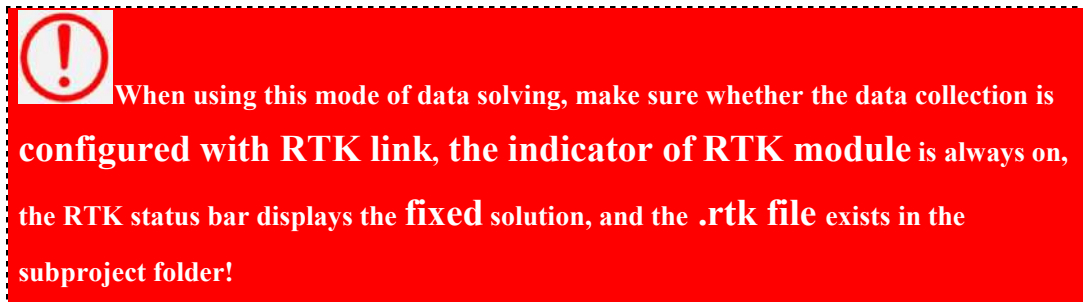 When using this mode of data solving, make sure whether the data collection is
configured with RTK link, the indicator of RTK module is always on,
the RTK status bar displays the fixed solution, and the .rtk file exists in the
subproject folder!